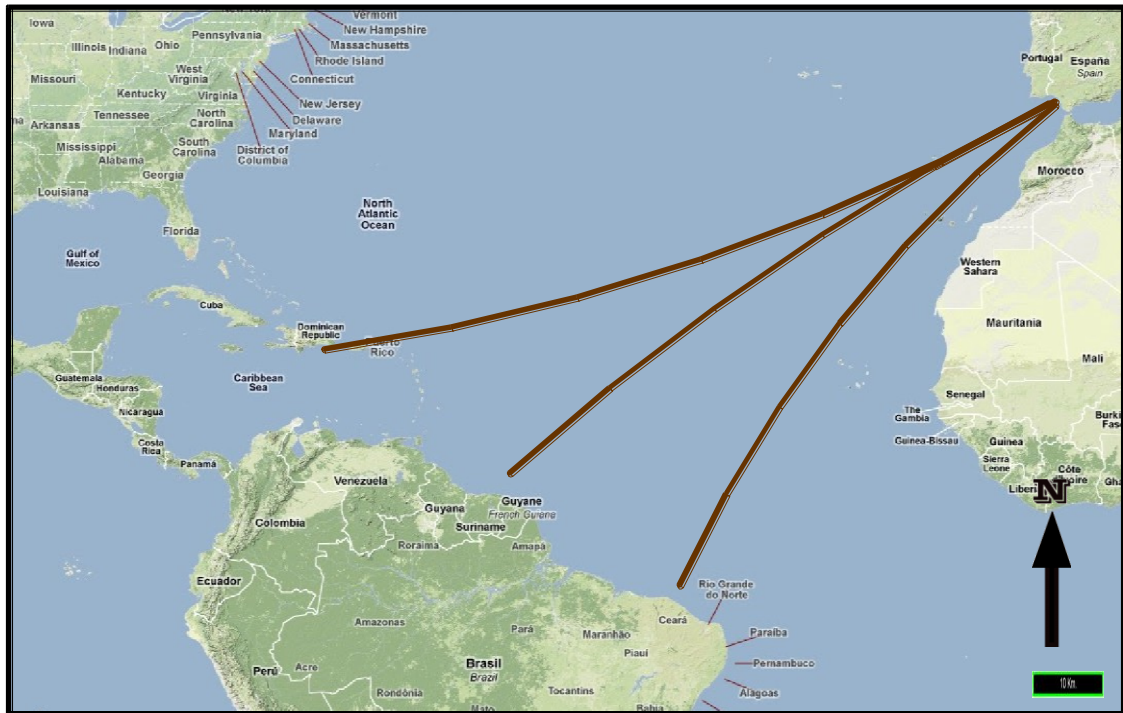 Vermont
Iowa
New Hampshire
Pennsylvania
Massachusetts
Illinois
Indiana
Ohio
Rhode Island
Portugal
España
Spain
Missouri
West
Virginia
Connecticut
Kentucky
Virginia
New Jersey
Tennessee
North
Carolina
Delaware
Arkansas
Maryland
Mississippi
South
Carolina
District of
Columbia
Alabama
Georgia
Morocco
Louisiana
North
Atlantic
Ocean
Florida
Gulf of
Mexico
Western
Sahara
Cuba
Dominican
Republic
Puerto
Rico
Mauritania
Mali
Guatemala
Caribbean
Sea
Honduras
Senegal
Nicaragua
The
Gambia
Guinea-Bissau
Burki
Fas
Costa
Rica
Panamá
Guinea
Sierra
Leone
Côte
d'Ivoire
Gha
Liberi
N
Venezuela
Guyana
Guyane
French Guiana
Suriname
Colombia
Roraima
Amapá
Ecuador
Rio Grande
do Norte
Ceará
Amazonas
Pará
Maranhão
Paraíba
Piauí
Perú
Acre
Brasil
Brazil
Pernambuco
Rondônia
Tocantins
Alagoas
Mato
Bahia
10 Km.